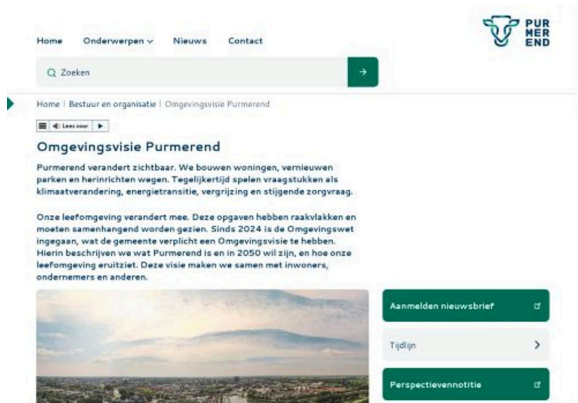 PUR
MER
END
Home Onderwerpen Nieuws Contact
Zoeken
Home | Bestuur en organisatie | Omgevingsvisie Purmerend
Lees voor
Omgevingsvisie Purmerend
Purmerend verandert zichtbaar. We bouwen woningen, vernieuwen
parken en herinrichten wegen. Tegelijkertijd spelen vraagstukken als
klimaatverandering, energietransitie, vergrijzing en stijgende zorgvraag.
Onze leefomgeving verandert mee. Deze opgaven hebben raakvlakken en
moeten samenhangend worden gezien. Sinds 2024 is de Omgevingswet
ingegaan, wat de gemeente verplicht een Omgevingsvisie te hebben.
Hierin beschrijven we wat Purmerend is en in 2050 wil zijn, en hoe onze
leefomgeving eruitziet. Deze visie maken we samen met inwoners,
ondernemers en anderen.
Aanmelden nieuwsbrief
Tijdlijn
Perspectievennotitie